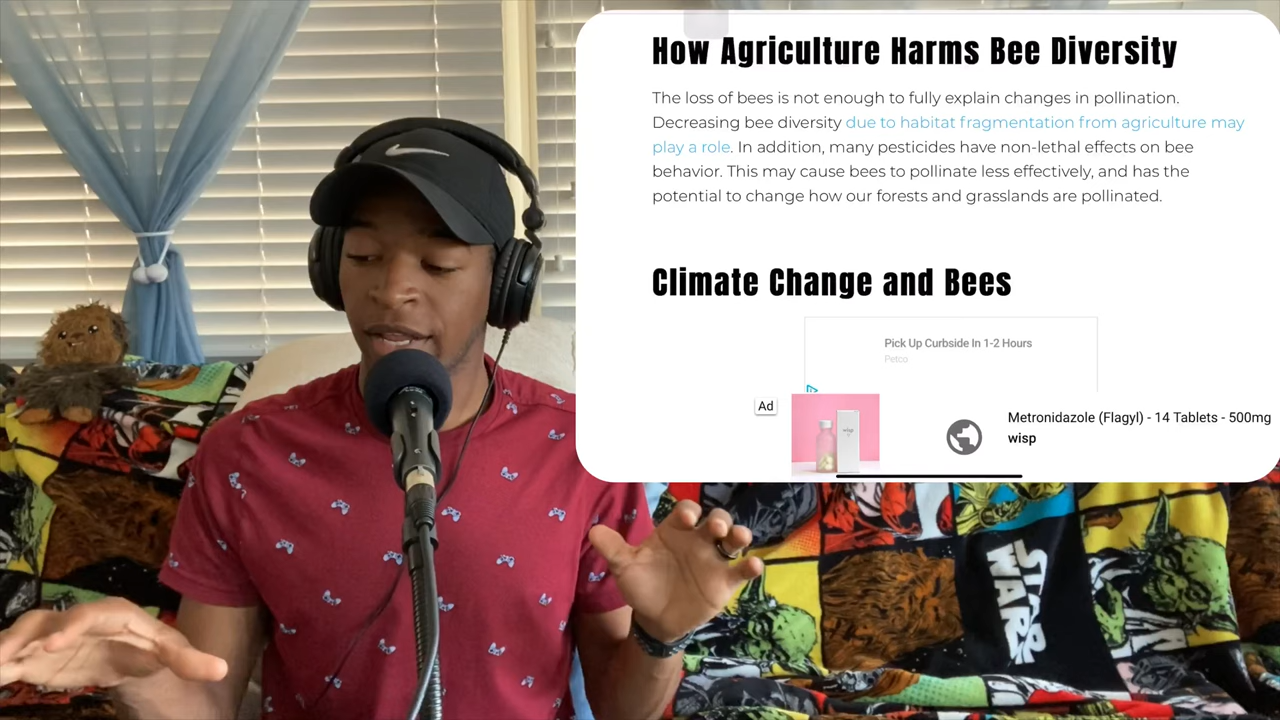 How Agriculture Harms Bee Diversity
The loss of bees is not enough to fully explain changes in pollination.
Decreasing bee diversity due to habitat fragmentation from agriculture may
play a role. In addition, many pesticides have non-lethal effects on bee
behavior. This may cause bees to pollinate less effectively, and has the
potential to change how our forests and grasslands are pollinated.
Climate Change and Bees
Pick Up Curbside In 1-2 Hours
Petco
Ad
wisp
Metronidazole (Flagyl) - 14 Tablets - 500mg
wisp
STAR
WARS